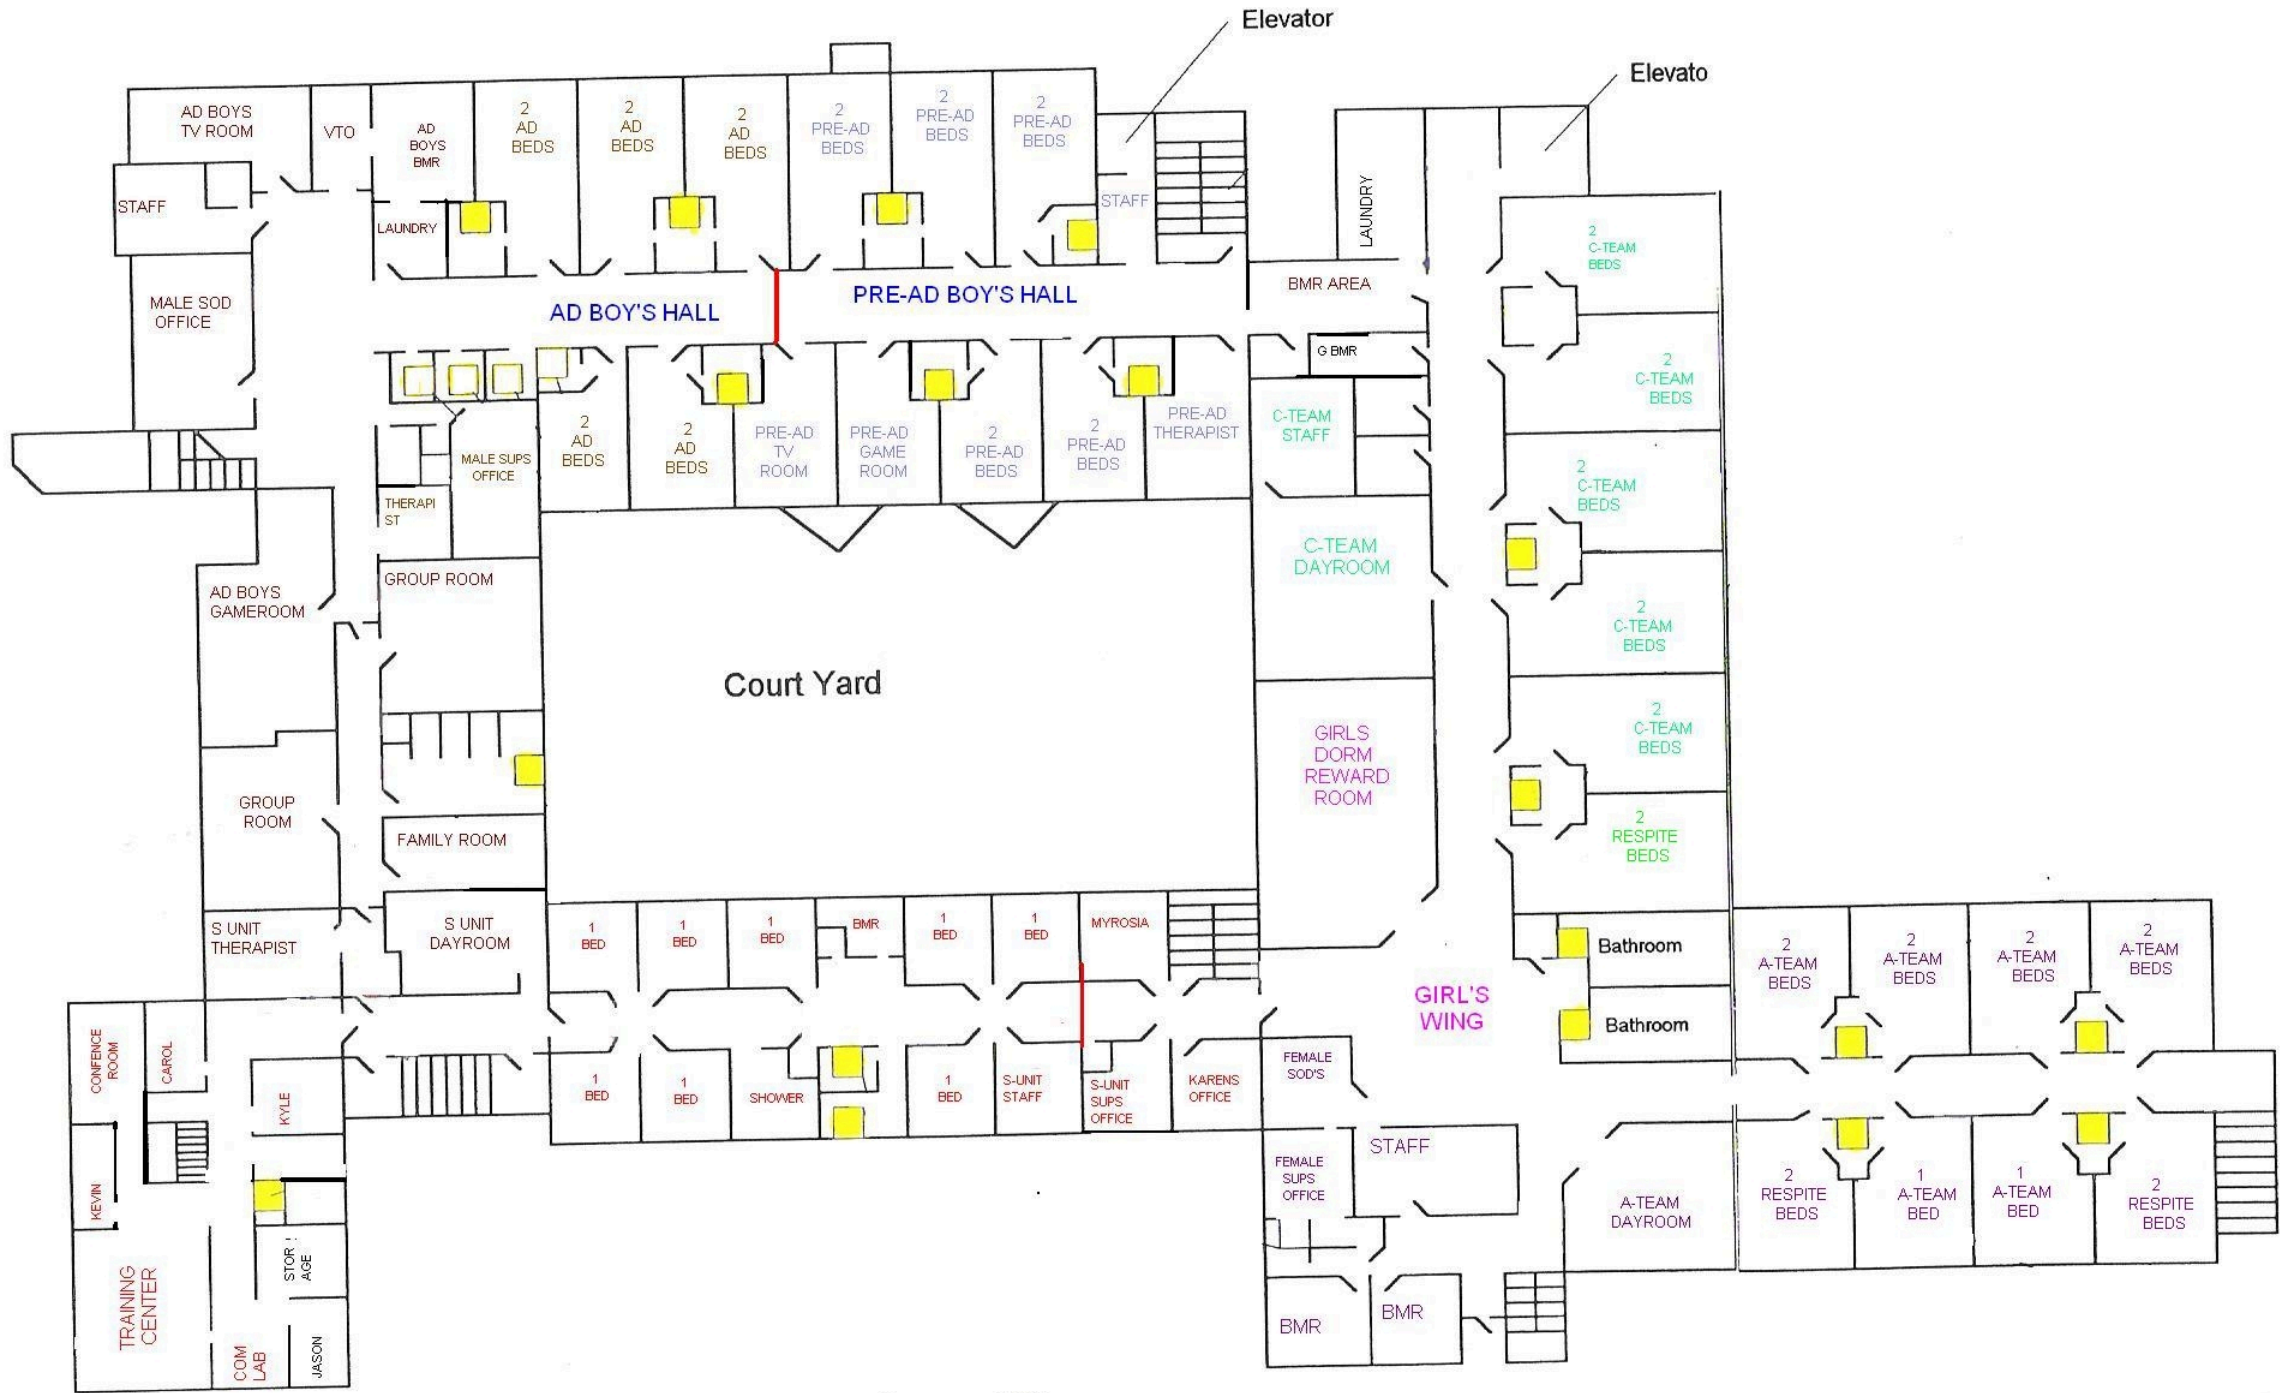 Elevator
Elevato
AD BOYS
TV ROOM
VTO
AD
BOYS
BMR
2
AD
BEDS
2
AD
BEDS
2
AD
BEDS
2
PRE-AD
BEDS
2
PRE-AD
BEDS
2
PRE-AD
BEDS
STAFF
STAFF
LAUNDRY
LAUNDRY
MALE SOD
OFFICE
AD BOY'S HALL
PRE-AD BOY'S HALL
BMR AREA
G BMR
2
C-TEAM
BEDS
2
C-TEAM
BEDS
2
AD
BEDS
2
AD
BEDS
PRE-AD
TV
ROOM
PRE-AD
GAME
ROOM
2
PRE-AD
BEDS
2
PRE-AD
BEDS
PRE-AD
THERAPIST
C-TEAM
STAFF
MALE SUPS
OFFICE
THERAPI
ST
2
C-TEAM
BEDS
C-TEAM
DAYROOM
GROUP ROOM
AD BOYS
GAMEROOM
2
C-TEAM
BEDS
Court Yard
GIRLS
DORM
REWARD
ROOM
2
C-TEAM
BEDS
GROUP
ROOM
FAMILY ROOM
2
RESPITE
BEDS
S UNIT
THERAPIST
S UNIT
DAYROOM
1
BED
1
BED
1
BED
BMR
1
BED
1
BED
MYROSIA
Bathroom
Bathroom
2
A-TEAM
BEDS
2
A-TEAM
BEDS
2
A-TEAM
BEDS
2
A-TEAM
BEDS
GIRL'S
WING
CONFENCE
ROOM
CAROL
KYLE
KEVIN
1
BED
1
BED
SHOWER
1
BED
S-UNIT
STAFF
S-UNIT
SUPS
OFFICE
KARENS
OFFICE
FEMALE
SOD'S
FEMALE
SUPS
OFFICE
STAFF
A-TEAM
DAYROOM
2
RESPITE
BEDS
1
A-TEAM
BED
1
A-TEAM
BED
2
RESPITE
BEDS
TRAINING
CENTER
STOR
AGE
COM
LAB
JASON
BMR
BMR